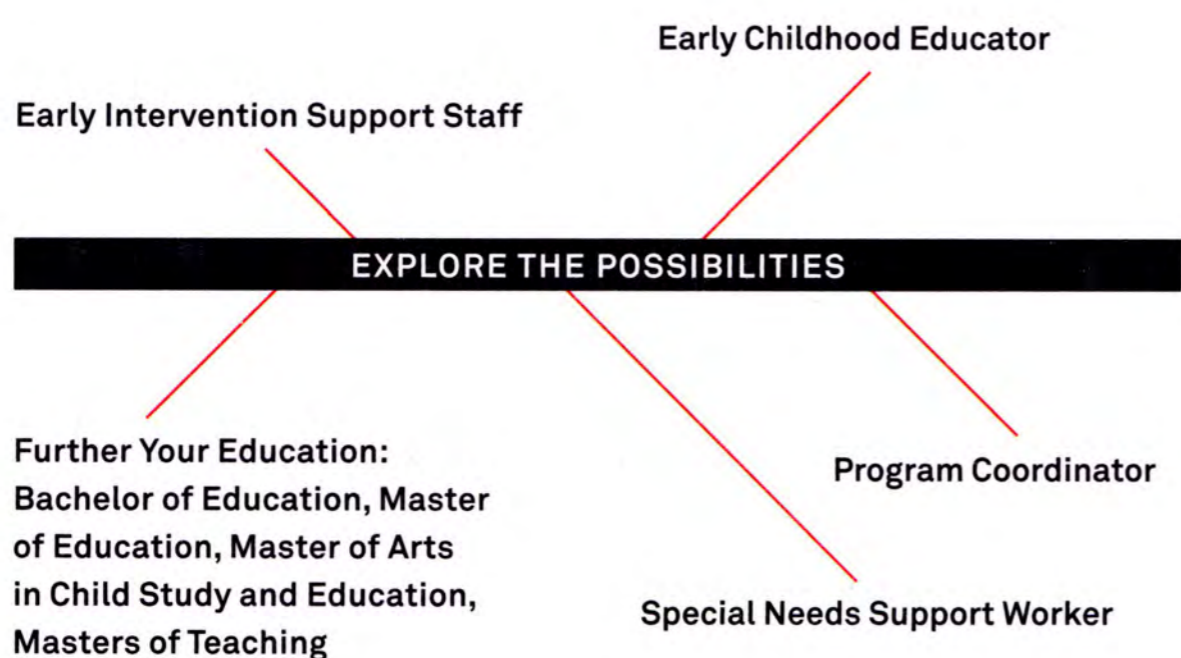 Early Childhood Educator
Early Intervention Support Staff
EXPLORE THE POSSIBILITIES
Further Your Education:
Bachelor of Education, Master
of Education, Master of Arts
in Child Study and Education,
Masters of Teaching
Program Coordinator
Special Needs Support Worker